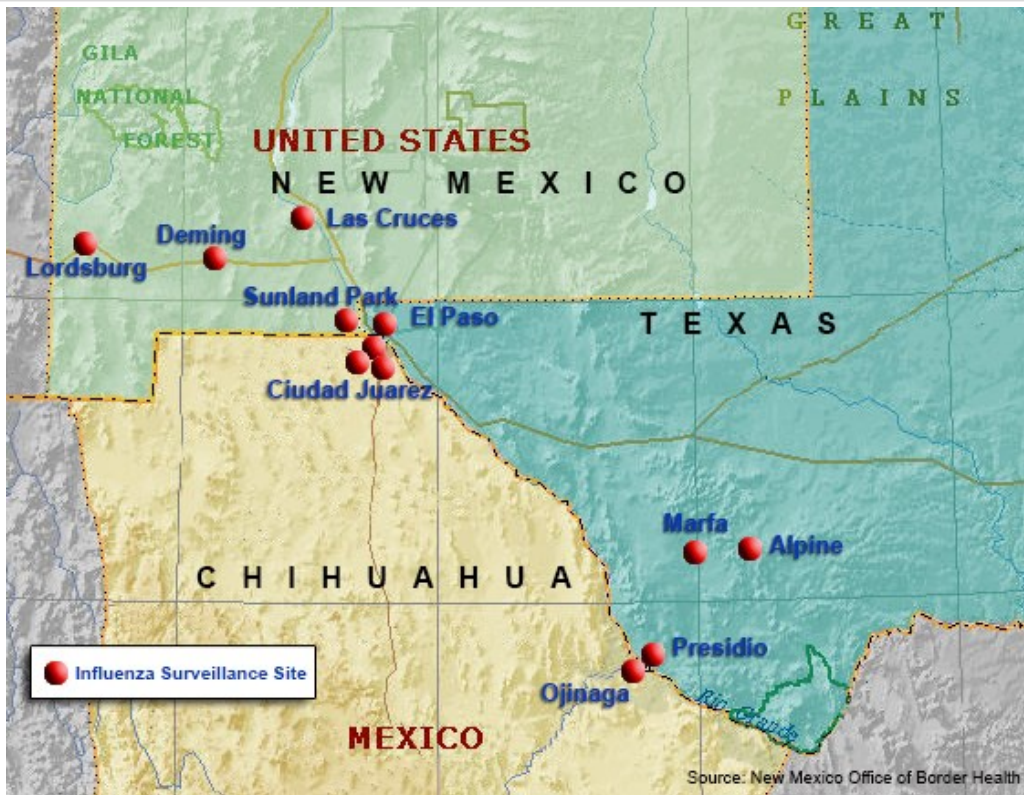 GREAT
GILA
NATIONAL
PLAINS
FOREST
UNITED STATES
NEW MEXICO
Las Cruces
Deming
Lordsburg
Sunland Park
El Paso
TEXAS
Ciudad Juarez
Marfa
Alpine
CHIHUAHUA
Presidio
Influenza Surveillance Site
Ojinaga
Rio Grande
MEXICO
Source: New Mexico Office of Border Health